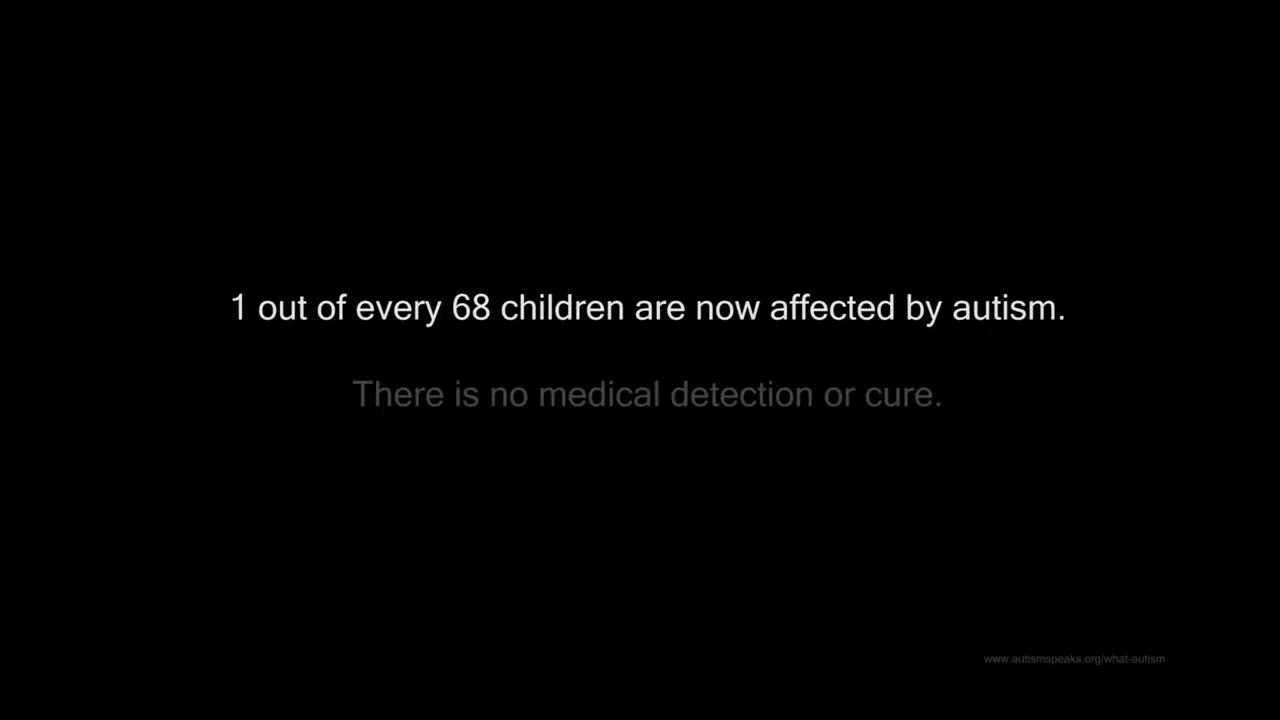 1 out of every 68 children are now affected by autism.
There is no medical detection or cure.
www.autismspeaks.org/what-autism